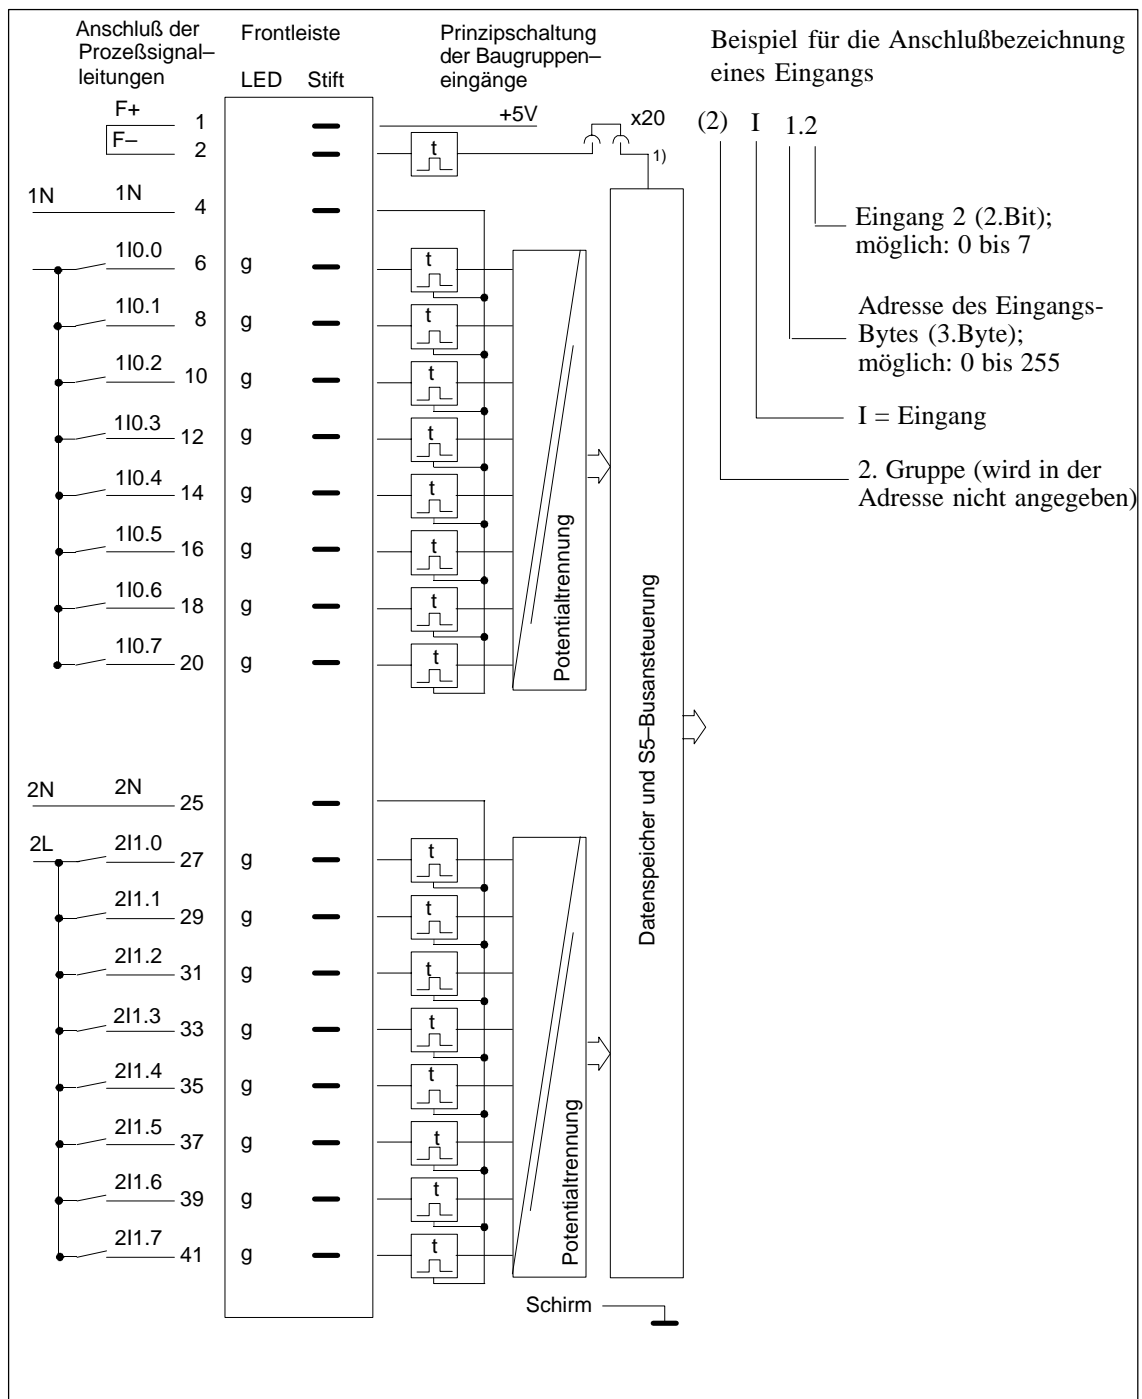 Anschluß der
Prozeßsignal–
leitungen
Frontleiste
LED Stift
Prinzipschaltung
der Baugruppen–
eingänge
Beispiel für die Anschlußbezeichnung
eines Eingangs
F+ 1 +5V x20
F– 2 t 1)
(2) I 1.2
1N 1N 4
Eingang 2 (2.Bit);
möglich: 0 bis 7
Adresse des Eingangs-
Bytes (3.Byte);
möglich: 0 bis 255
I = Eingang
2. Gruppe (wird in der
Adresse nicht angegeben)
1I0.0 6 g t
1I0.1 8 g t
1I0.2 10 g t
1I0.3 12 g t
1I0.4 14 g t
1I0.5 16 g t
1I0.6 18 g t
1I0.7 20 g t
Potentialtrennung
Datenspeicher und S5–Busansteuerung
2N 2N 25
2L 2I1.0 27 g t
2I1.1 29 g t
2I1.2 31 g t
2I1.3 33 g t
2I1.4 35 g t
2I1.5 37 g t
2I1.6 39 g t
2I1.7 41 g t
Potentialtrennung
Schirm